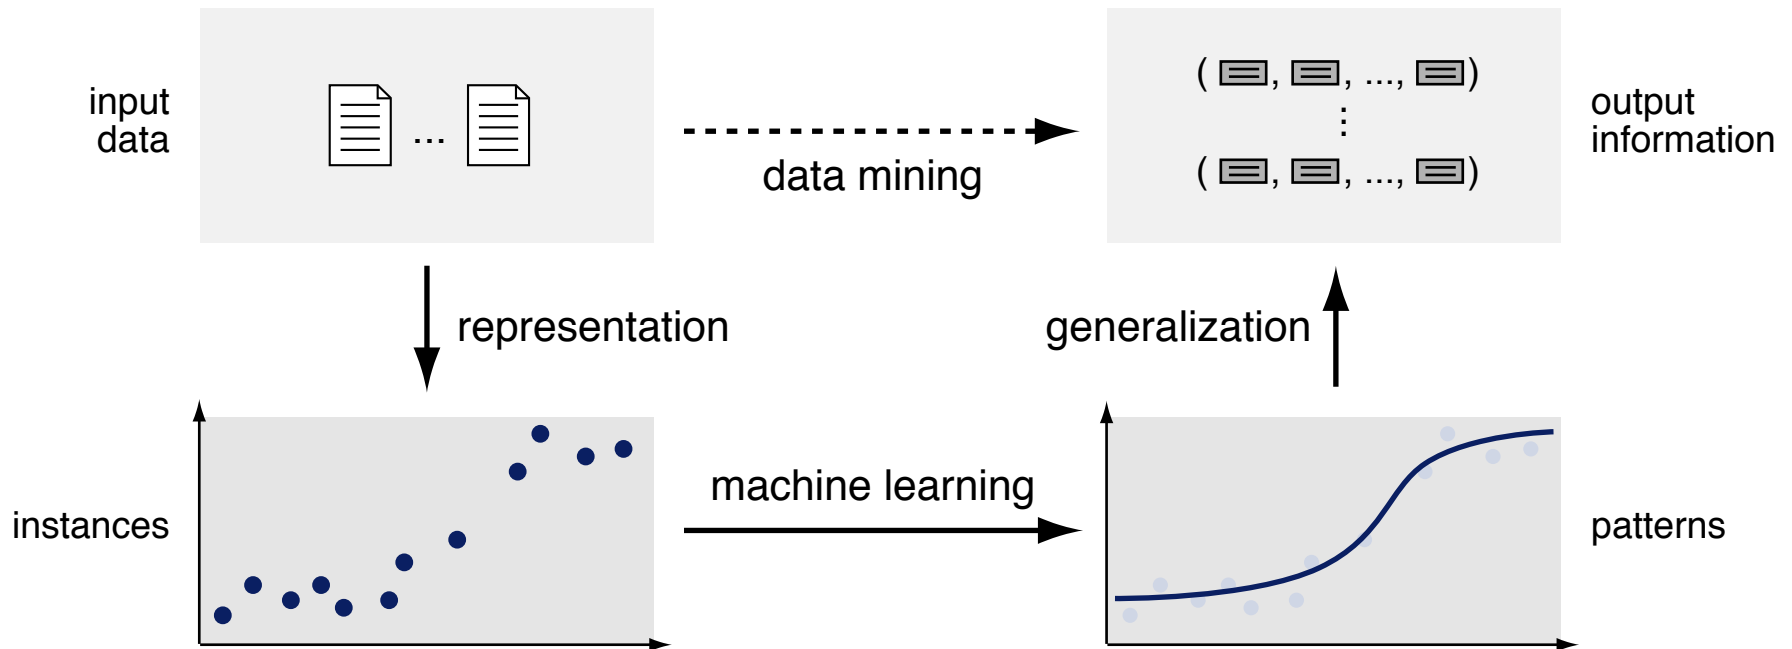 input
data
...
data mining
( , , ..., )
⋮
( , , ..., )
output
information
representation
generalization
instances
machine learning
patterns